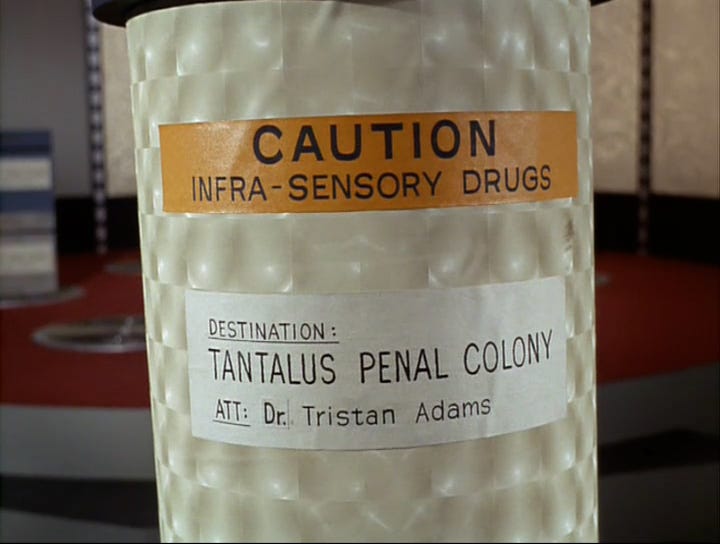 CAUTION
INFRA-SENSORY DRUGS
DESTINATION:
TANTALUS PENAL COLONY
ATT: Dr. Tristan Adams